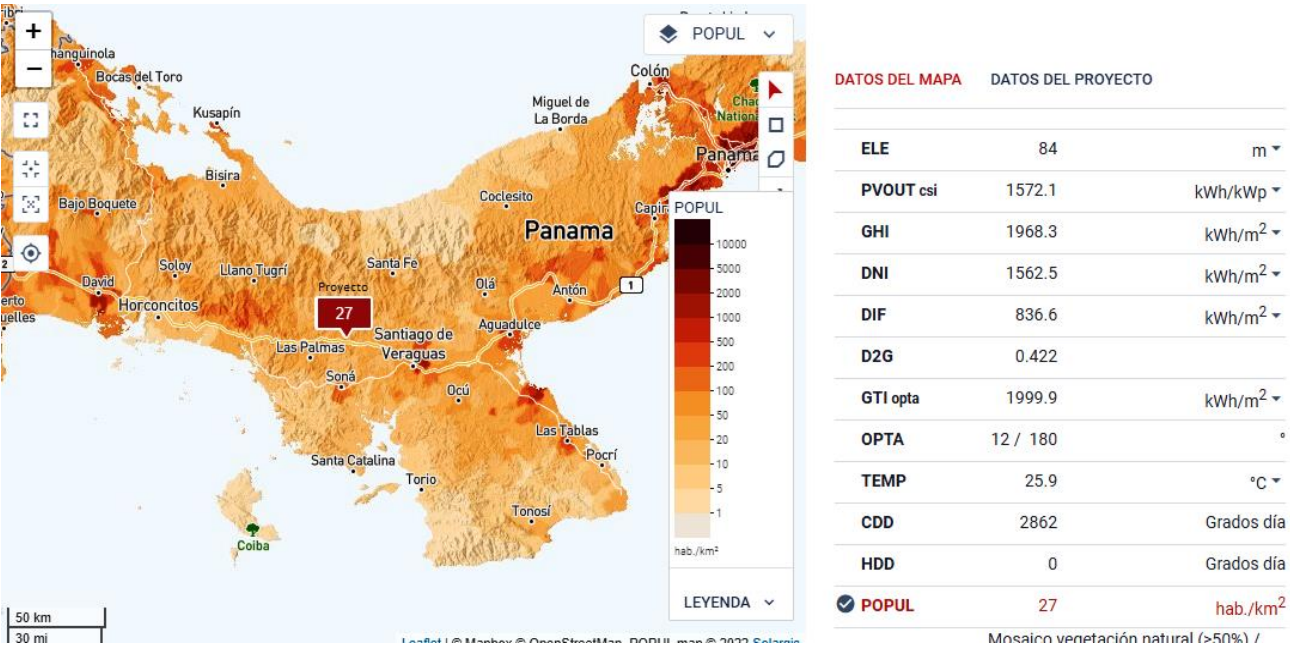 POPUL
hanguinola
Bocas del Toro
Colón
Miguel de
La Borda
Kusapín
Panama
Bisira
Coclesito
Bajo Boquete
Panama
Soloy
Llano Tugrí
Santa Fe
Olá
Antón
1
David
Horconcitos
2
Proyecto
27
Las Palmas
Santiago de
Veraguas
Aguadulce
Soná
Ocú
Las Tablas
Pocrí
Santa Catalina
Torio
Tonosí
Coiba
POPUL
10000
5000
2000
1000
500
200
100
50
20
10
5
1
hab./km²
LEYENDA
50 km
30 mi
Leaflet | © Mapbox © OpenStreetMap, POPUL map © 2022 Solargis
DATOS DEL MAPA DATOS DEL PROYECTO
ELE 84 m
PVOUT csi 1572.1 kWh/kWp
GHI 1968.3 kWh/m²
DNI 1562.5 kWh/m²
DIF 836.6 kWh/m²
D2G 0.422
GTI opta 1999.9 kWh/m²
OPTA 12 / 180 °
TEMP 25.9 °C
CDD 2862 Grados día
HDD 0 Grados día
POPUL 27 hab./km²
Mosaico vegetación natural (>50%) /